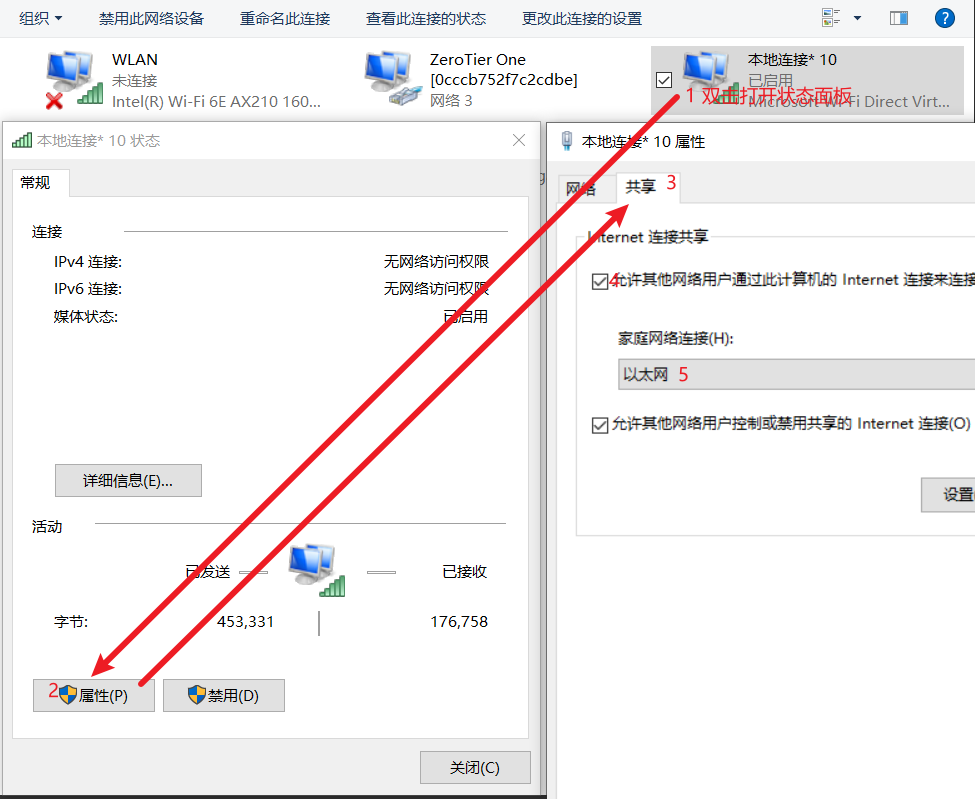 组织 禁用此网络设备 重命名此连接 查看此连接的状态 更改此连接的设置
WLAN
未连接
Intel(R) Wi-Fi 6E AX210 160...
ZeroTier One
[0cccb752f7c2cdbe]
网络 3
本地连接* 10
已启用
Microsoft Wi-Fi Direct Virt...
1 双击打开状态面板
本地连接* 10 状态
常规
连接
IPv4 连接: 无网络访问权限
IPv6 连接: 无网络访问权限
媒体状态: 已启用
详细信息(E)...
活动
已发送 已接收
字节: 453,331 176,758
2 属性(P) 禁用(D)
关闭(C)
本地连接* 10 属性
网络 共享 3
Internet 连接共享
4 允许其他网络用户通过此计算机的 Internet 连接来连接
家庭网络连接(H):
以太网 5
允许其他网络用户控制或禁用共享的 Internet 连接(O)
设置